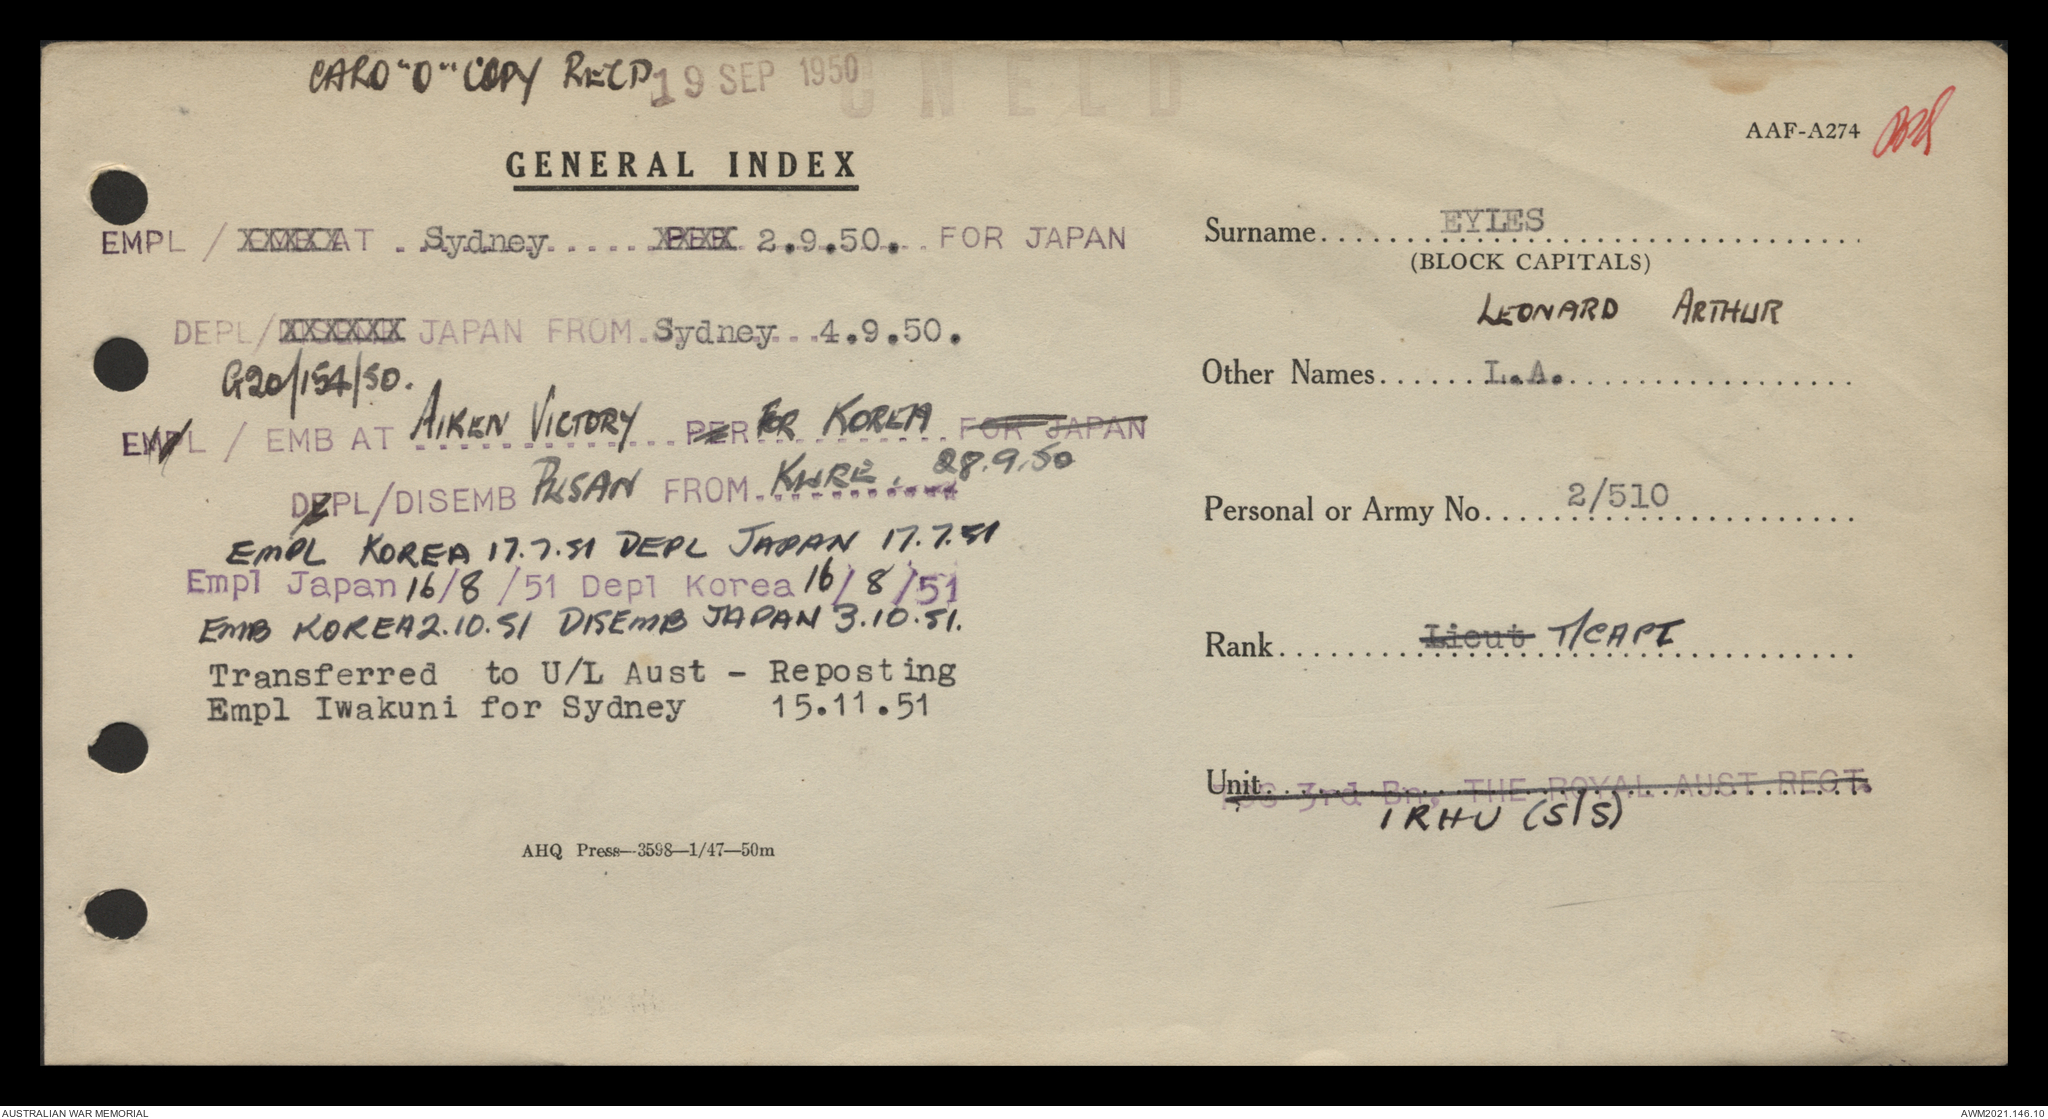 CARD "O" COPY RECD 19 SEP 1950
AAF-A274
GENERAL INDEX
EMPL / EMB AT Sydney PER 2.9.50. FOR JAPAN
DEPL/DISEMB JAPAN FROM Sydney 4.9.50.
G20/154/50.
EMPL / EMB AT AIKEN VICTORY PER FOR KOREA FOR JAPAN
DEPL/DISEMB PUSAN FROM KURE. 28.9.50
EMPL KOREA 17.7.51 DEPL JAPAN 17.7.51
Empl Japan 16/8/51 Depl Korea 16/8/51
EMB KOREA 2.10.51 DISEMB JAPAN 3.10.51.
Transferred to U/L Aust - Reposting
Empl Iwakuni for Sydney 15.11.51
AHQ Press—3598—1/47—50m
Surname EYLES
(BLOCK CAPITALS)
LEONARD ARTHUR
Other Names L.A.
Personal or Army No. 2/510
Rank Lieut T/CAPT
Unit 3rd Bn, THE ROYAL AUST REGT.
1 RHU (S/S)
AUSTRALIAN WAR MEMORIAL
AWM2021.146.10